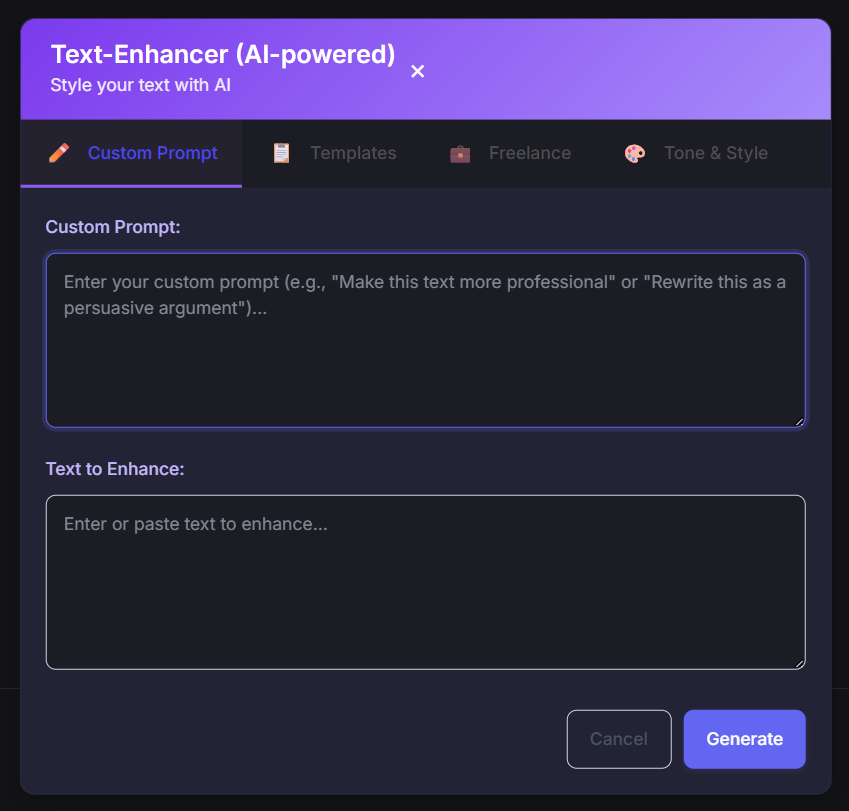 Text-Enhancer (AI-powered)
Style your text with AI
×
Custom Prompt
Templates
Freelance
Tone & Style
Custom Prompt:
Enter your custom prompt (e.g., "Make this text more professional" or "Rewrite this as a
persuasive argument")...
Text to Enhance:
Enter or paste text to enhance...
Cancel
Generate